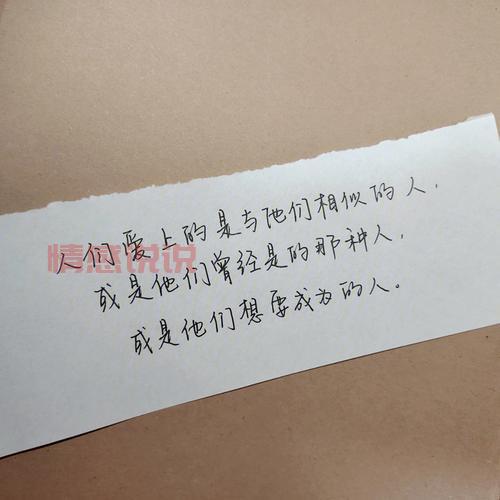 人们爱上的是与他们相似的人，
或是他们曾经是的那种人，
或是他们想要成为的人。
情感说说